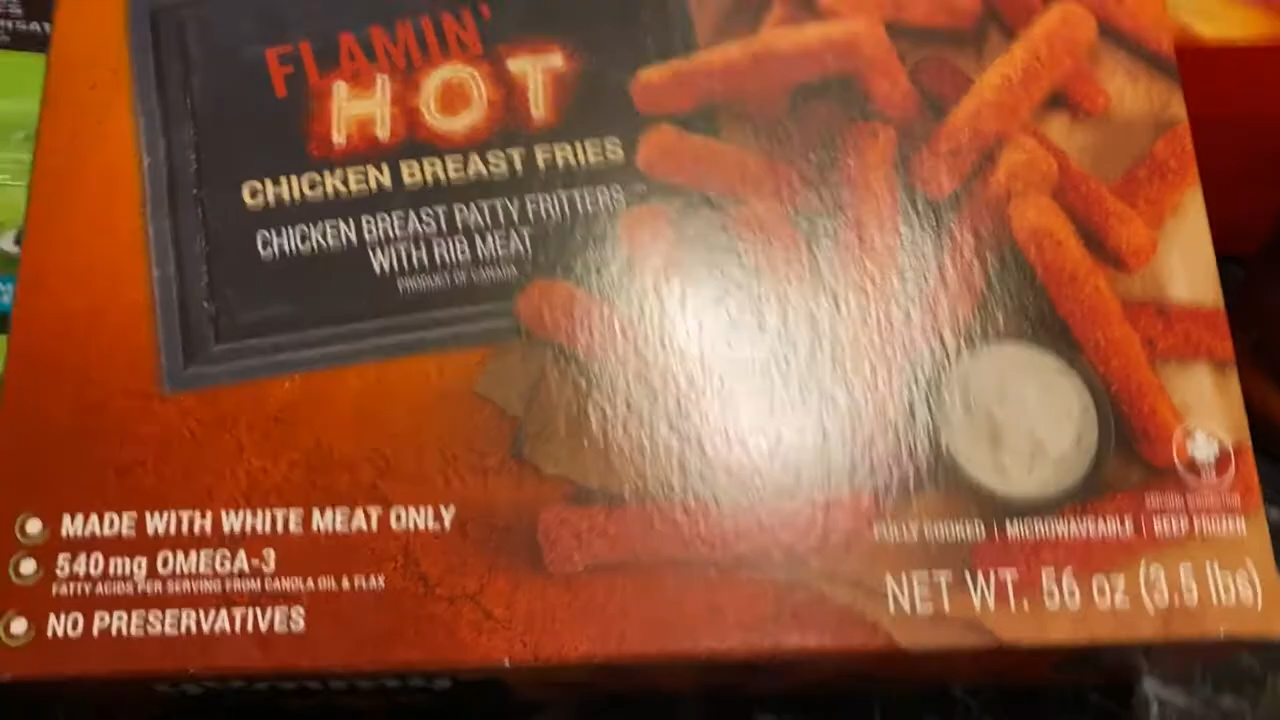 FLAMIN'
HOT
CHICKEN BREAST FRIES
CHICKEN BREAST PATTY FRITTERS
WITH RIB MEAT
PRODUCT OF CANADA
MADE WITH WHITE MEAT ONLY
540mg OMEGA-3
FATTY ACIDS PER SERVING FROM CANOLA OIL & FLAX
NO PRESERVATIVES
FULLY COOKED | MICROWAVEABLE | KEEP FROZEN
NET WT. 56 oz (3.5 lbs)